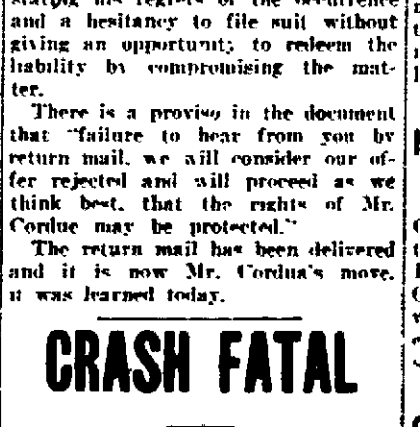 his regrets of the occurrence
and a hesitancy to file suit without
giving an opportunity to redeem the
liability by compromising the mat-
ter.
There is a proviso in the document
that "failure to hear from you by
return mail, we will consider our of-
fer rejected and will proceed as we
think best, that the rights of Mr.
Cordue may be protected."
The return mail has been delivered
and it is now Mr. Cordua's move,
it was learned today.
CRASH FATAL